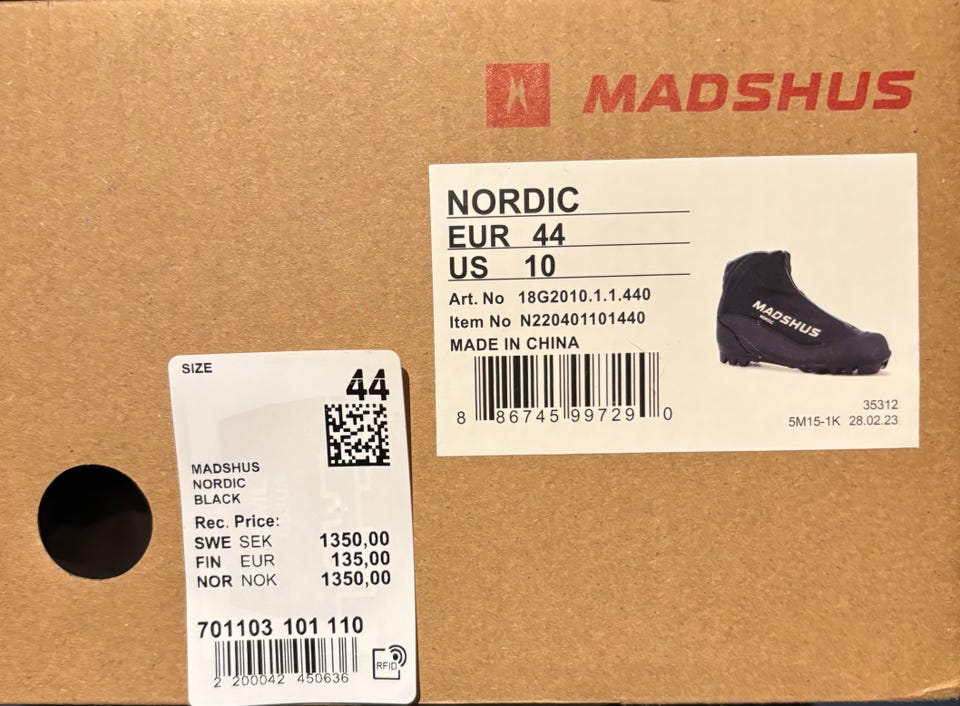 MADSHUS
NORDIC
EUR 44
US 10
Art. No 18G2010.1.1.440
Item No N220401101440
MADE IN CHINA
8 86745 99729 0
MADSHUS
NORDIC
35312
5M15-1K 28.02.23
SIZE
44
MADSHUS
NORDIC
BLACK
Rec. Price:
SWE SEK 1350,00
FIN EUR 135,00
NOR NOK 1350,00
701103 101 110
RFID
2 200042 450636